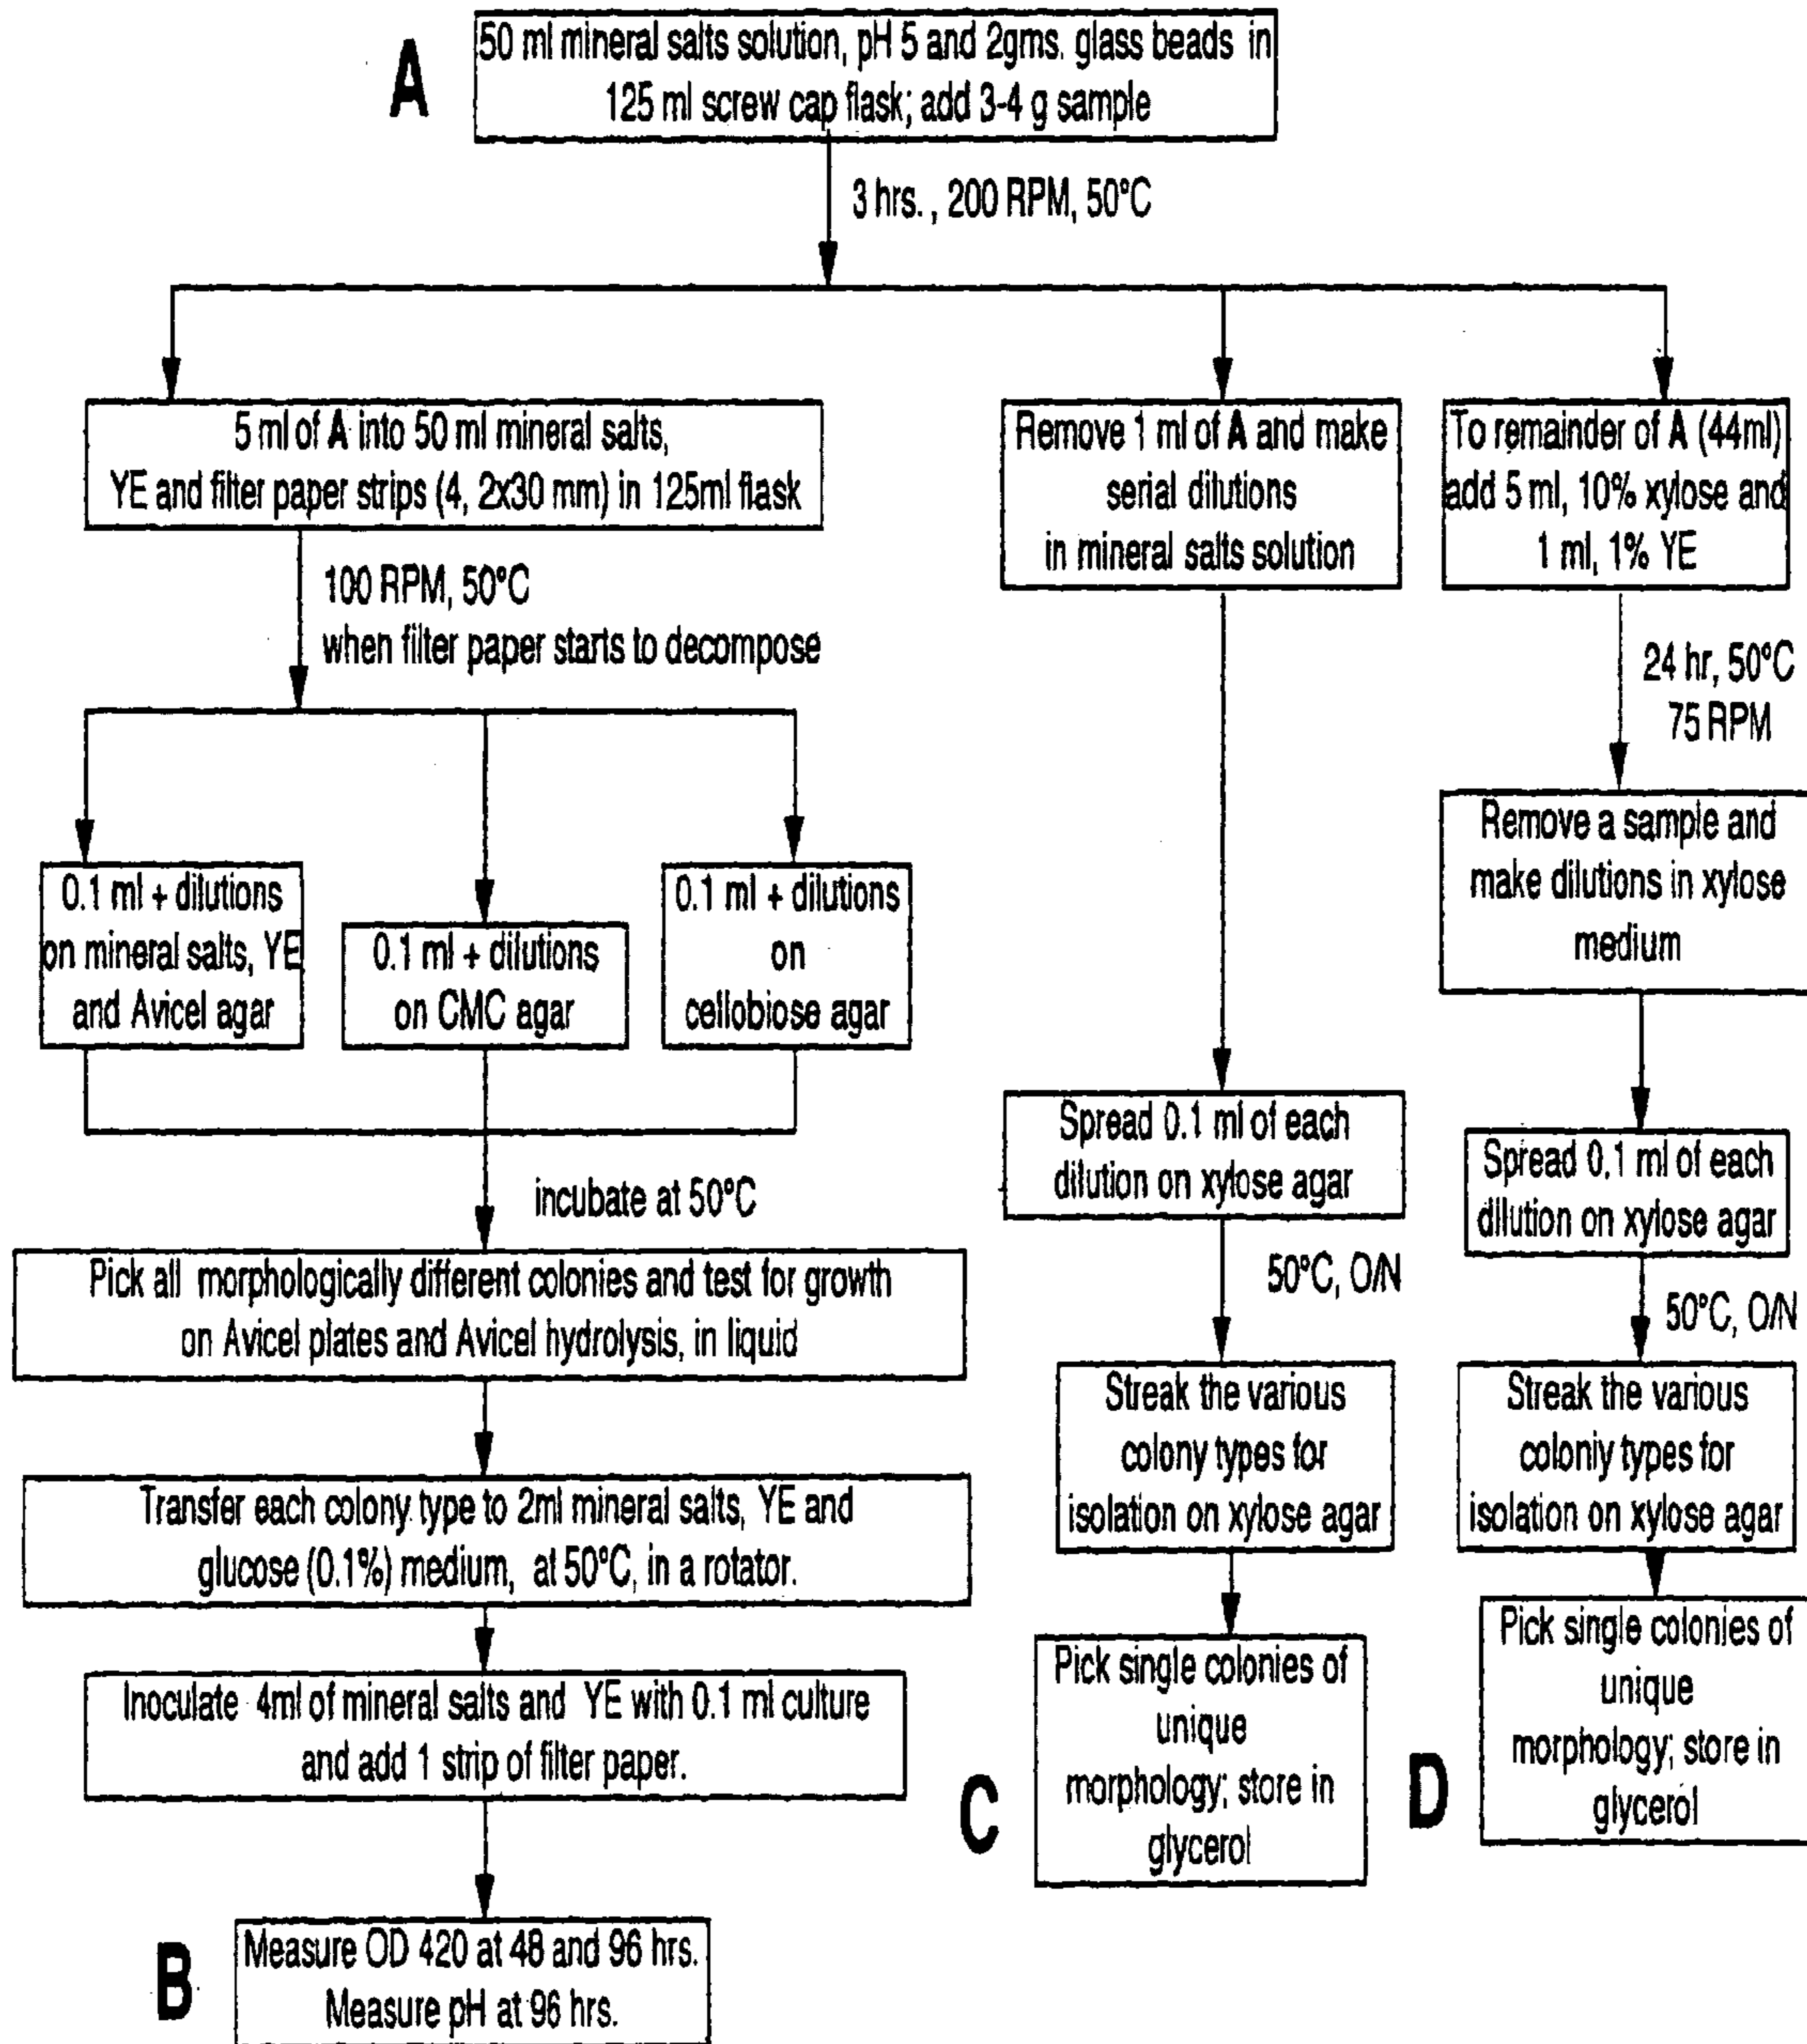 A
50 ml mineral salts solution, pH 5 and 2gms. glass beads in
125 ml screw cap flask; add 3-4 g sample
3 hrs. , 200 RPM, 50°C
5 ml of A into 50 ml mineral salts,
YE and filter paper strips (4, 2x30 mm) in 125ml flask
100 RPM, 50°C
when filter paper starts to decompose
0.1 ml + dilutions
on mineral salts, YE
and Avicel agar
0.1 ml + dilutions
on CMC agar
0.1 ml + dilutions
on
cellobiose agar
incubate at 50°C
Pick all morphologically different colonies and test for growth
on Avicel plates and Avicel hydrolysis, in liquid
Transfer each colony type to 2ml mineral salts, YE and
glucose (0.1%) medium, at 50°C, in a rotator.
Inoculate 4ml of mineral salts and YE with 0.1 ml culture
and add 1 strip of filter paper.
B
Measure OD 420 at 48 and 96 hrs.
Measure pH at 96 hrs.
Remove 1 ml of A and make
serial dilutions
in mineral salts solution
Spread 0.1 ml of each
dilution on xylose agar
50°C, O/N
Streak the various
colony types for
isolation on xylose agar
C
Pick single colonies of
unique
morphology; store in
glycerol
To remainder of A (44ml)
add 5 ml, 10% xylose and
1 ml, 1% YE
24 hr, 50°C
75 RPM
Remove a sample and
make dilutions in xylose
medium
Spread 0.1 ml of each
dilution on xylose agar
50°C, O/N
Streak the various
coloniy types for
isolation on xylose agar
D
Pick single colonies of
unique
morphology; store in
glycerol